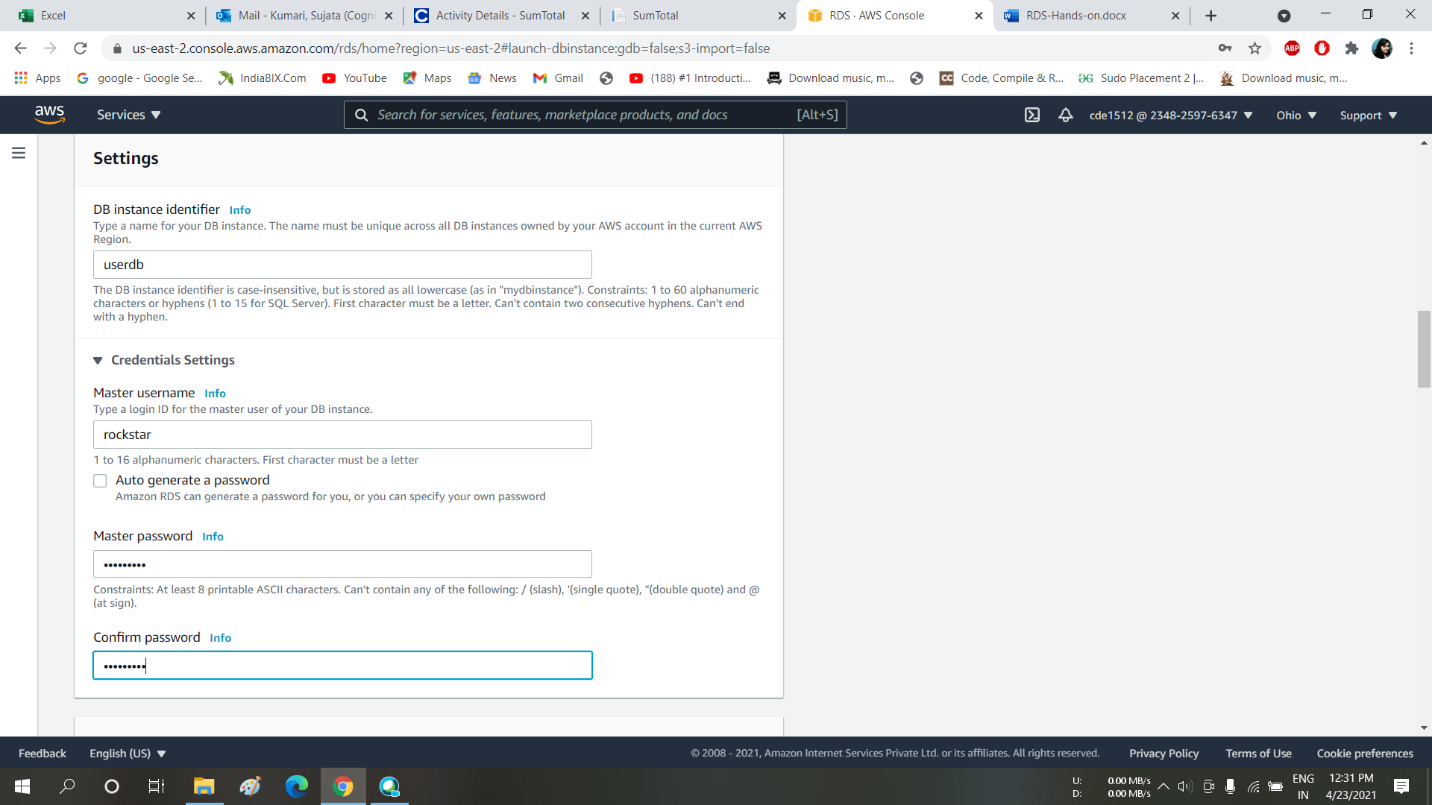 Excel
Mail - Kumari, Sujata (Cogni
Activity Details - SumTotal
SumTotal
RDS · AWS Console
RDS-Hands-on.docx
us-east-2.console.aws.amazon.com/rds/home?region=us-east-2#launch-dbinstance:gdb=false;s3-import=false
ABP
Apps
google - Google Se...
IndiaBIX.Com
YouTube
Maps
News
Gmail
(188) #1 Introducti...
Download music, m...
CC Code, Compile & R...
Sudo Placement 2 |...
Download music, m...
aws
Services
Search for services, features, marketplace products, and docs
[Alt+S]
cde1512 @ 2348-2597-6347
Ohio
Support
Settings
DB instance identifier Info
Type a name for your DB instance. The name must be unique across all DB instances owned by your AWS account in the current AWS
Region.
userdb
The DB instance identifier is case-insensitive, but is stored as all lowercase (as in "mydbinstance"). Constraints: 1 to 60 alphanumeric
characters or hyphens (1 to 15 for SQL Server). First character must be a letter. Can't contain two consecutive hyphens. Can't end
with a hyphen.
Credentials Settings
Master username Info
Type a login ID for the master user of your DB instance.
rockstar
1 to 16 alphanumeric characters. First character must be a letter
Auto generate a password
Amazon RDS can generate a password for you, or you can specify your own password
Master password Info
•••••••••
Constraints: At least 8 printable ASCII characters. Can't contain any of the following: / (slash), '(single quote), "(double quote) and @
(at sign).
Confirm password Info
•••••••••
Feedback
English (US)
© 2008 - 2021, Amazon Internet Services Private Ltd. or its affiliates. All rights reserved.
Privacy Policy
Terms of Use
Cookie preferences
U: 0.00 MB/s
D: 0.00 MB/s
ENG
IN
12:31 PM
4/23/2021